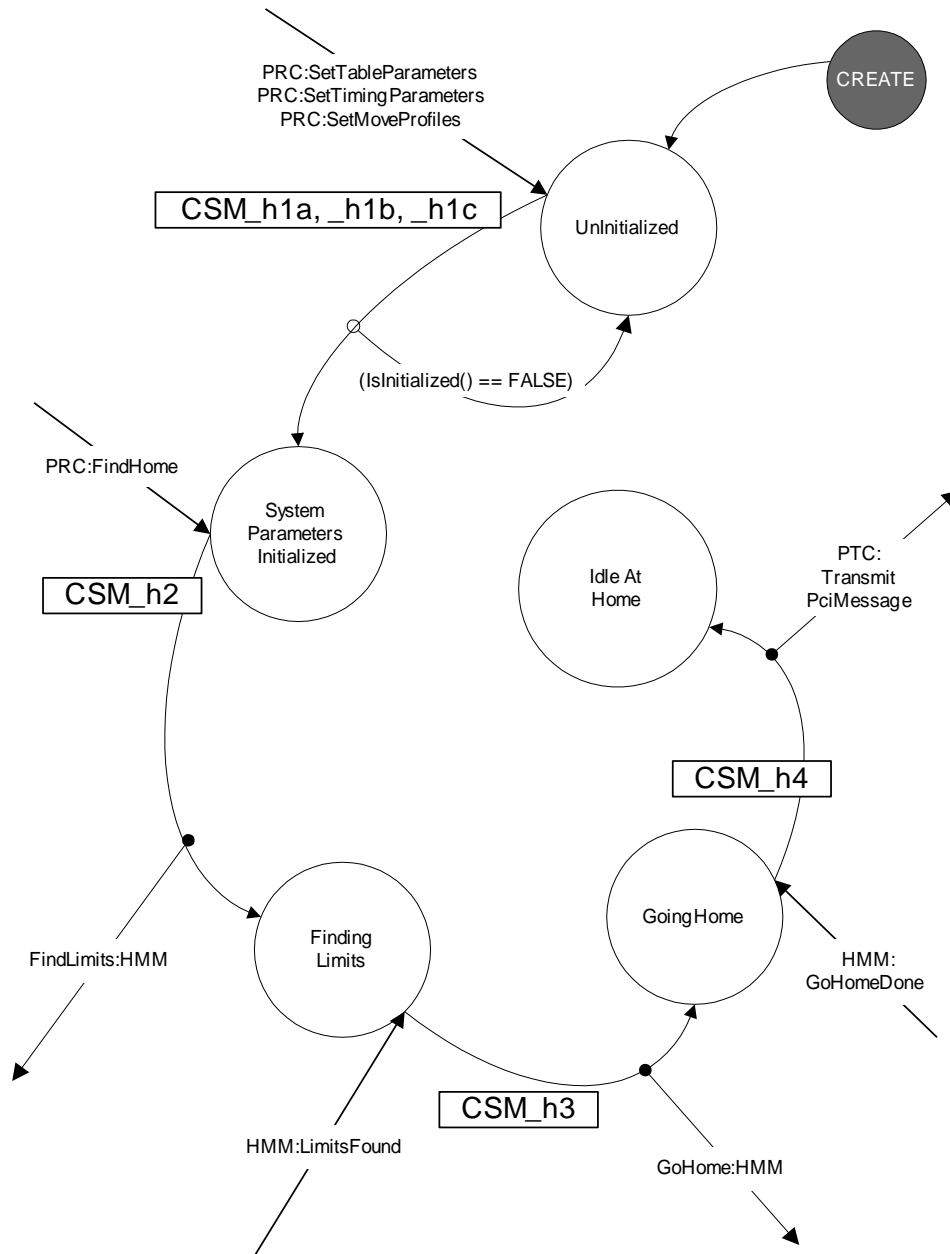 PRC:SetTableParameters
PRC:SetTimingParameters
PRC:SetMoveProfiles
CREATE
CSM_h1a, _h1b, _h1c
UnInitialized
(IsInitialized() == FALSE)
PRC:FindHome
System
Parameters
Initialized
CSM_h2
Idle At
Home
PTC:
Transmit
PciMessage
CSM_h4
FindLimits:HMM
Finding
Limits
GoingHome
HMM:
GoHomeDone
CSM_h3
HMM:LimitsFound
GoHome:HMM